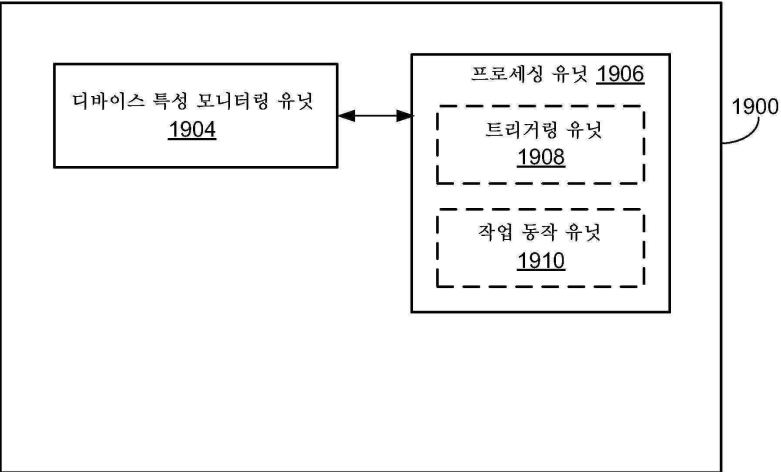 디바이스 특성 모니터링 유닛
1904
프로세싱 유닛 1906
트리거링 유닛
1908
작업 동작 유닛
1910
1900